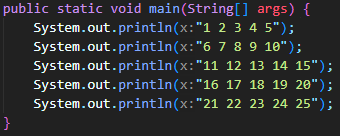 public static void main(String[] args) {
    System.out.println(x:"1 2 3 4 5");
    System.out.println(x:"6 7 8 9 10");
    System.out.println(x:"11 12 13 14 15");
    System.out.println(x:"16 17 18 19 20");
    System.out.println(x:"21 22 23 24 25");
}